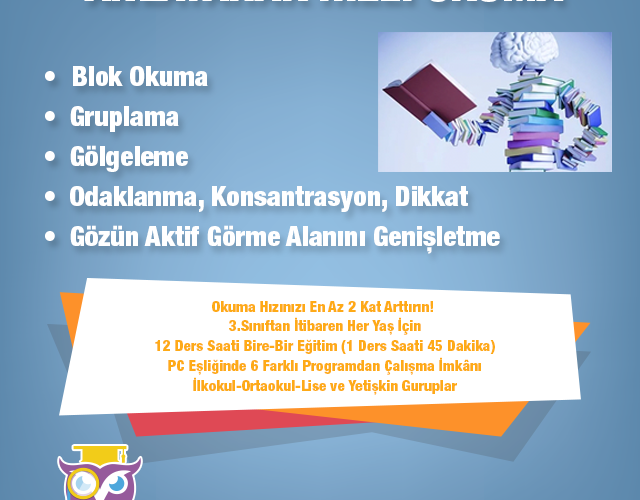 • Blok Okuma
• Gruplama
• Gölgeleme
• Odaklanma, Konsantrasyon, Dikkat
• Gözün Aktif Görme Alanını Genişletme
Okuma Hızınızı En Az 2 Kat Arttırın!
3.Sınıftan İtibaren Her Yaş İçin
12 Ders Saati Bire-Bir Eğitim (1 Ders Saati 45 Dakika)
PC Eşliğinde 6 Farklı Programdan Çalışma İmkânı
İlkokul-Ortaokul-Lise ve Yetişkin Guruplar